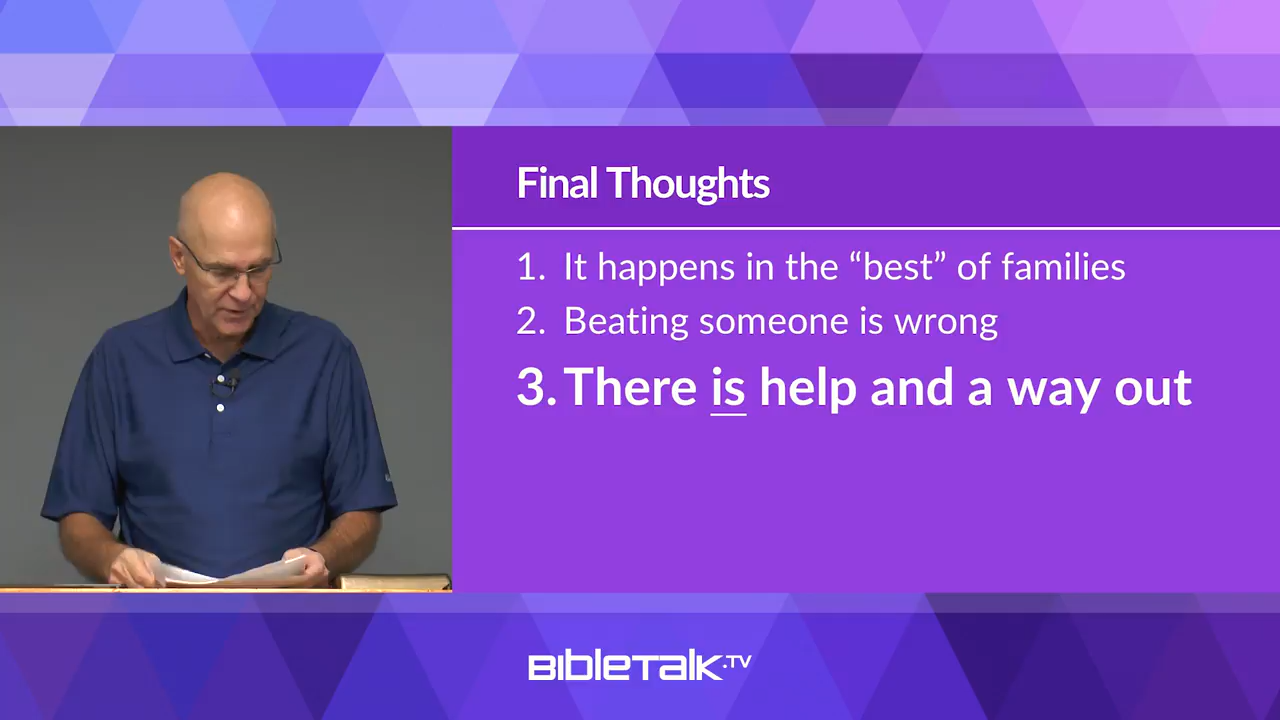 Final Thoughts
1. It happens in the “best” of families
2. Beating someone is wrong
3. There is help and a way out
BiBLeTaLK.TV